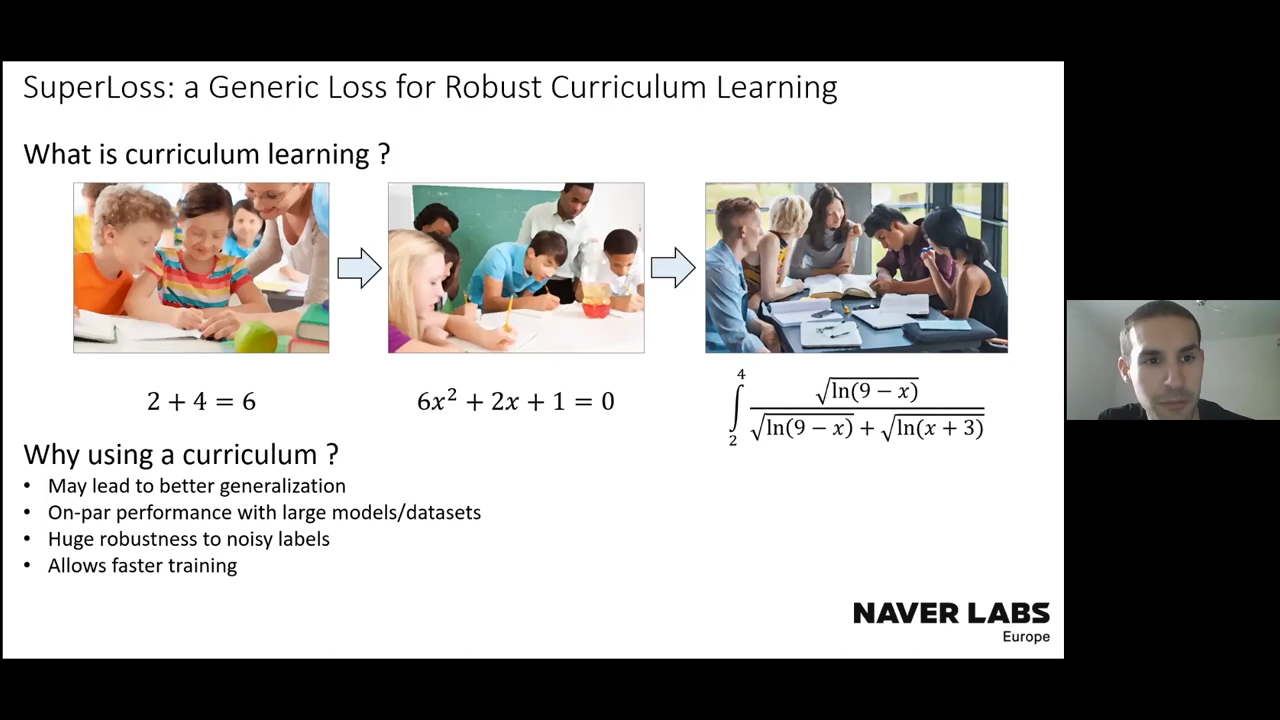 SuperLoss: a Generic Loss for Robust Curriculum Learning
What is curriculum learning ?
2 + 4 = 6
6x² + 2x + 1 = 0
∫₂⁴ √ln(9 − x) / (√ln(9 − x) + √ln(x + 3))
Why using a curriculum ?
• May lead to better generalization
• On-par performance with large models/datasets
• Huge robustness to noisy labels
• Allows faster training
NAVER LABS
Europe